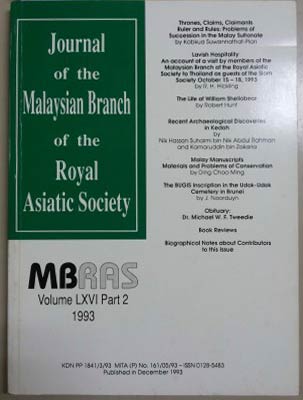 Journal
of the
Malaysian Branch
of the
Royal
Asiatic Society
Thrones, Claims, Claimants
Ruler and Rules: Problems of
Succession in the Malay Sultanate
by Kobkua Suwannathat-Pian
Lavish Hospitality
An account of a visit by members of the
Malaysian Branch of the Royal Asiatic
Society to Thailand as guests of the Siam
Society October 15 - 18, 1993
by R. H. Hickling
The Life of William Shellabear
by Robert Hunt
Recent Archaeological Discoveries
in Kedah
by
Nik Hassan Suhaimi bin Nik Abdul Rahman
and Kamaruddin bin Zakaria
Malay Manuscripts
Materials and Problems of Conservation
by Ding Choo Ming
The BUGIS Inscription in the Udok-Udok
Cemetery in Brunei
by J. Noorduyn
Obituary:
Dr. Michael W. F. Tweedie
Book Reviews
Biographical Notes about Contributors
to this Issue
MBRAS
Volume LXVI Part 2
1993
KDN PP 1841/3/93 MITA (P) No. 161/05/93 - ISSN 0128-5483
Published in December 1993